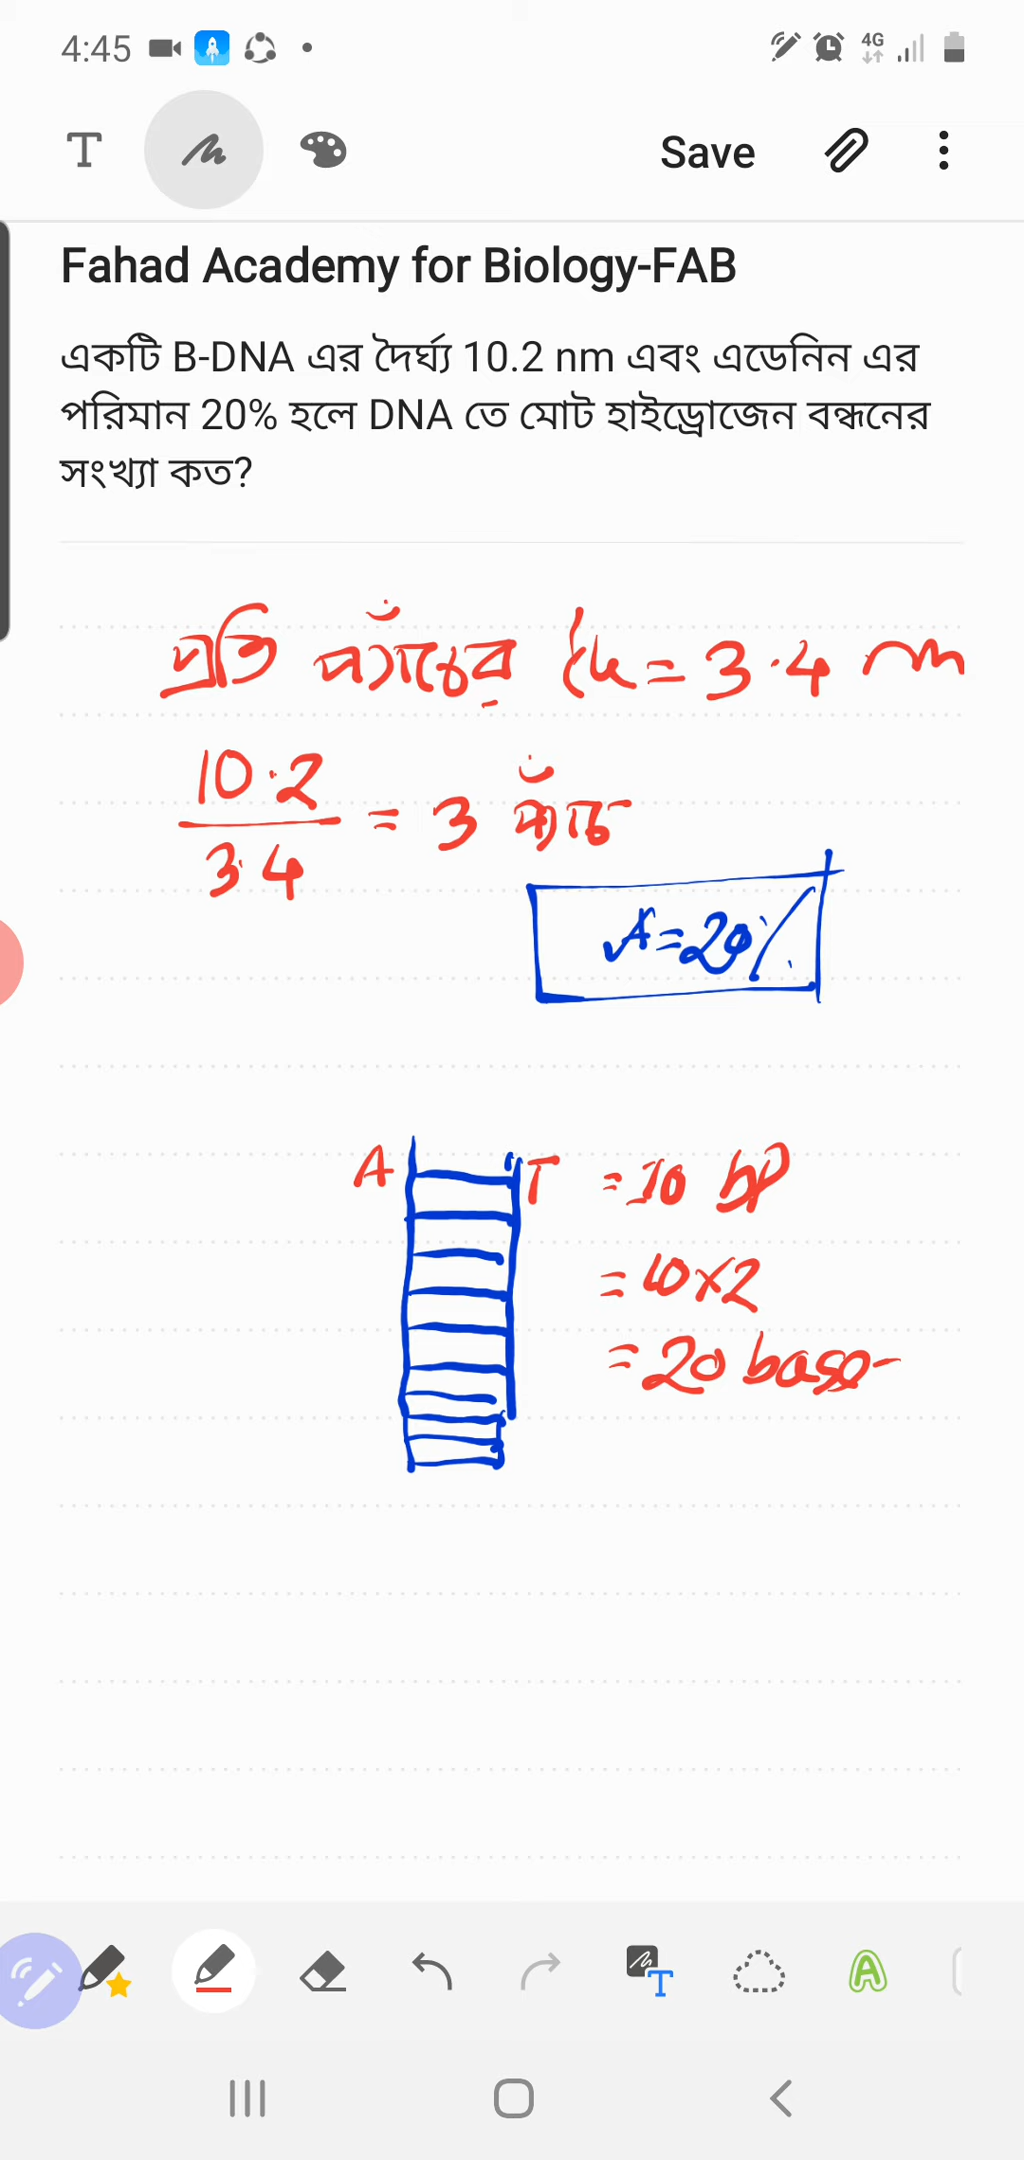 4:45
4G
T
Save
Fahad Academy for Biology-FAB
একটি B-DNA এর দৈর্ঘ্য 10.2 nm এবং এডেনিন এর
পরিমান 20% হলে DNA তে মোট হাইড্রোজেন বন্ধনের
সংখ্যা কত?
প্রতি প্যাঁচের = 3.4 nm
10.2
= 3 প্যাঁচ
3.4
A=20%
A T = 10 bP
= 10×2
= 20 base
T A